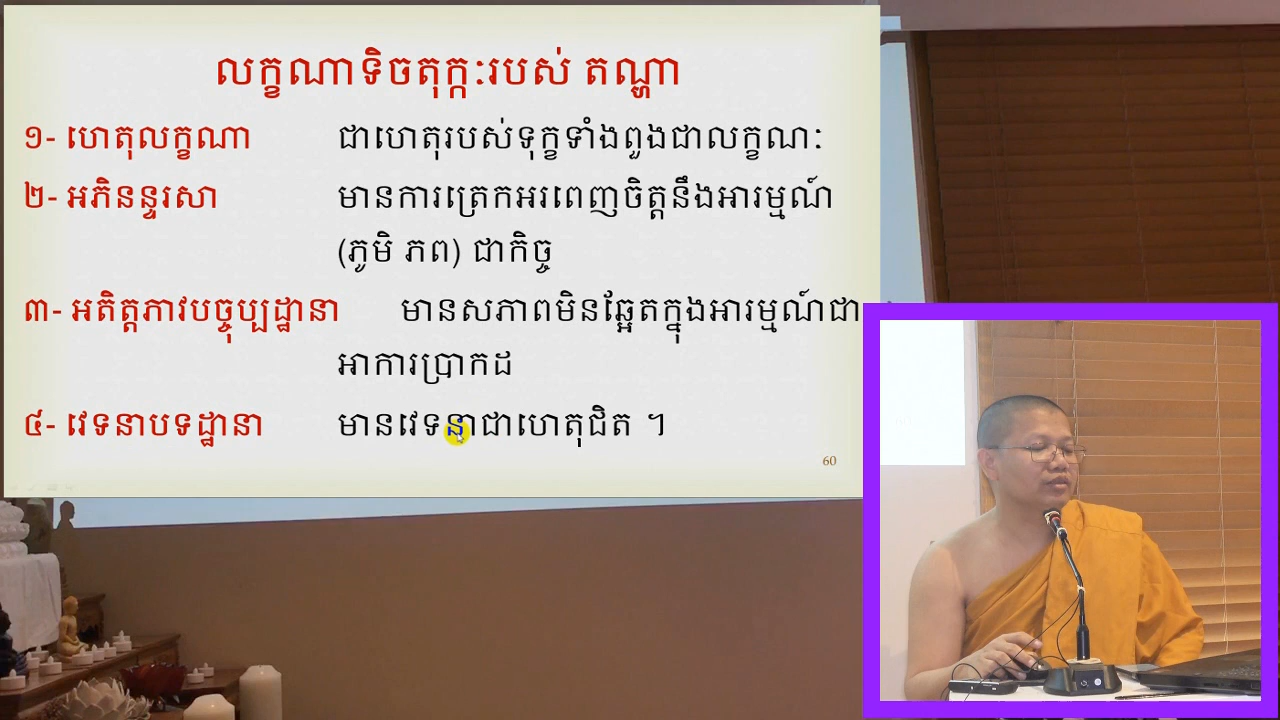 លក្ខណាទិចតុក្កៈរបស់ តណ្ហា
១- ហេតុលក្ខណា ជាហេតុរបស់ទុក្ខទាំងពួងជាលក្ខណៈ
២- អភិនន្ទរសា មានការត្រេកអរពេញចិត្តនឹងអារម្មណ៍
(ភូមិ ភព) ជាកិច្ច
៣- អតិត្តភាវបច្ចុប្បដ្ឋានា មានសភាពមិនឆ្អែតក្នុងអារម្មណ៍ជា
អាការប្រាកដ
៤- វេទនាបទដ្ឋានា មានវេទនាជាហេតុជិត ។
60